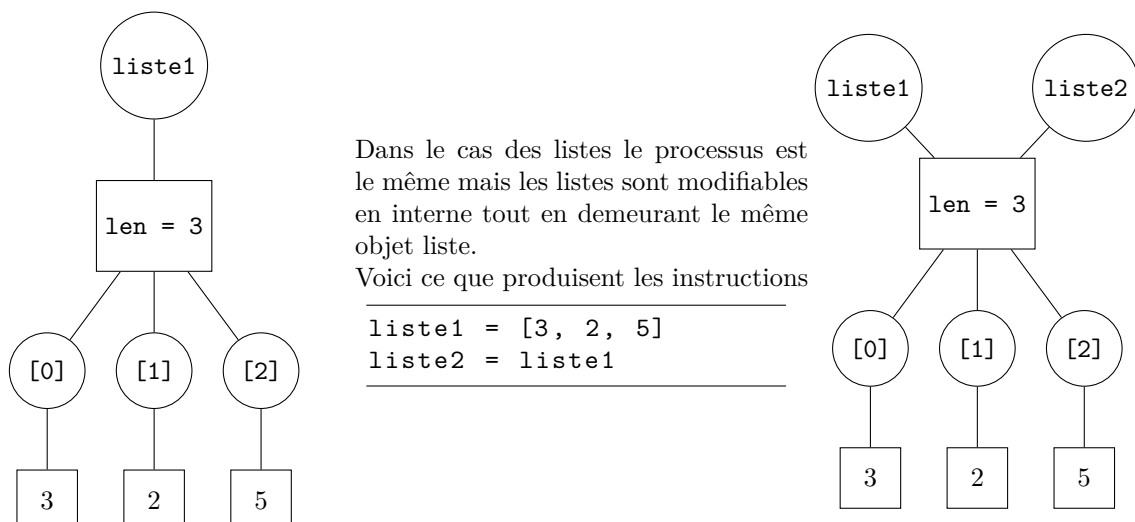 liste1
len = 3
[0] [1] [2]
3 2 5
Dans le cas des listes le processus est
le même mais les listes sont modifiables
en interne tout en demeurant le même
objet liste.
Voici ce que produisent les instructions
liste1 = [3, 2, 5]
liste2 = liste1
liste1 liste2
len = 3
[0] [1] [2]
3 2 5